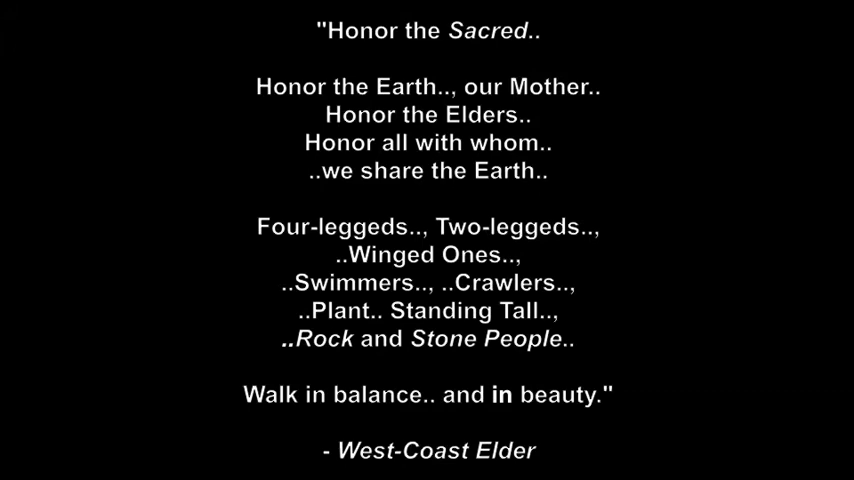 "Honor the Sacred..
Honor the Earth.., our Mother..
Honor the Elders..
Honor all with whom..
..we share the Earth..
Four-leggeds.., Two-leggeds..,
..Winged Ones..,
..Swimmers.., ..Crawlers..,
..Plant.. Standing Tall..,
..Rock and Stone People..
Walk in balance.. and in beauty."
- West-Coast Elder